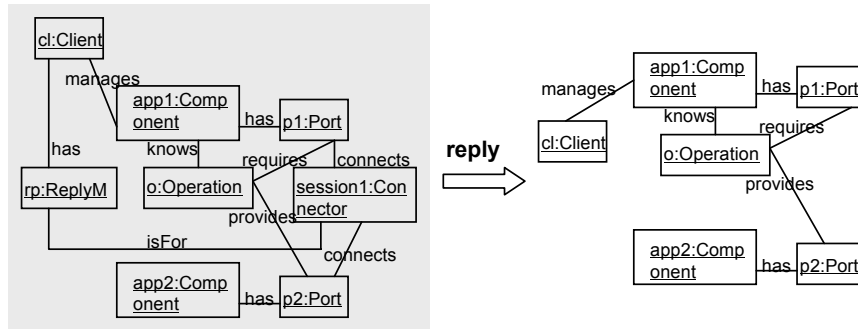 cl:Client
manages
app1:Comp
onent
has
p1:Port
has
knows
requires
connects
rp:ReplyM
o:Operation
session1:Con
nector
provides
isFor
connects
app2:Comp
onent
has
p2:Port
reply
app1:Comp
onent
has
p1:Port
manages
knows
requires
cl:Client
o:Operation
provides
app2:Comp
onent
has
p2:Port